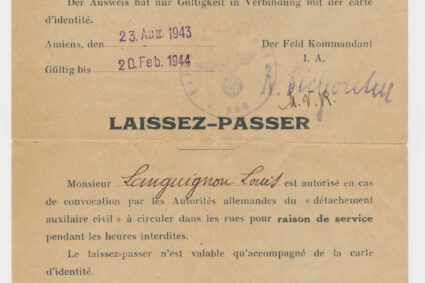 Der Ausweis hat nur Gültigkeit in Verbindung mit der carte
d'identité.
Amiens, den 23. Aug. 1943 Der Feld Kommandant
Gültig bis 20. Feb. 1944 I. A.
M. V. R.
LAISSEZ-PASSER
Monsieur Languignon Louis est autorisé en cas
de convocation par les Autorités allemandes du « détachement
auxilaire civil » à circuler dans les rues pour raison de service
pendant les heures interdites.
Le laissez-passer n'est valable qu'accompagné de la carte
d'identité.